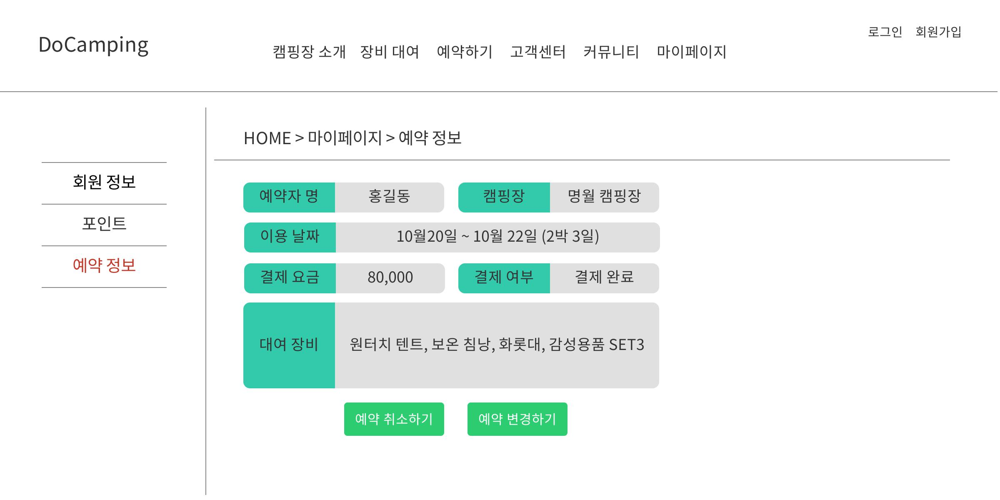 로그인 회원가입
DoCamping
캠핑장 소개 장비 대여 예약하기 고객센터 커뮤니티 마이페이지
HOME > 마이페이지 > 예약 정보
회원 정보
포인트
예약 정보
예약자 명 홍길동 캠핑장 명월 캠핑장
이용 날짜 10월20일 ~ 10월 22일 (2박 3일)
결제 요금 80,000 결제 여부 결제 완료
대여 장비 원터치 텐트, 보온 침낭, 화롯대, 감성용품 SET3
예약 취소하기 예약 변경하기